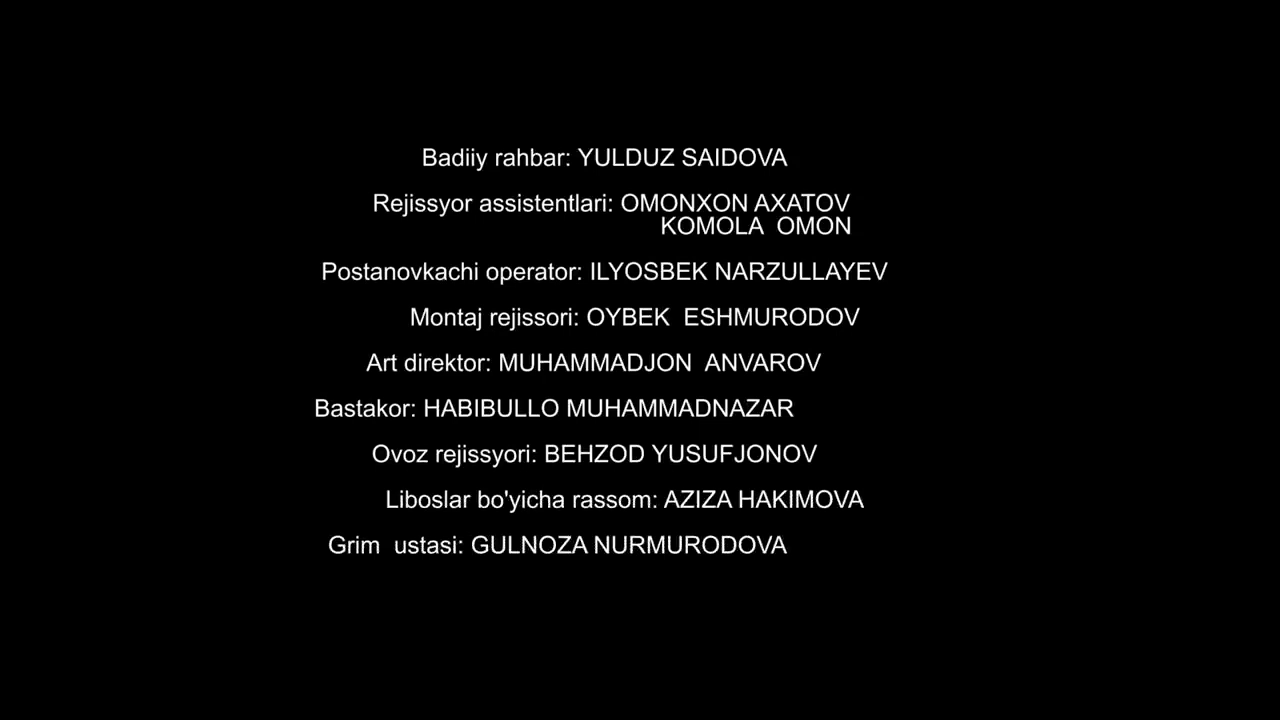 Badiiy rahbar: YULDUZ SAIDOVA
Rejissyor assistentlari: OMONXON AXATOV
KOMOLA  OMON
Postanovkachi operator: ILYOSBEK NARZULLAYEV
Montaj rejissori: OYBEK  ESHMURODOV
Art direktor: MUHAMMADJON  ANVAROV
Bastakor: HABIBULLO MUHAMMADNAZAR
Ovoz rejissyori: BEHZOD YUSUFJONOV
Liboslar bo'yicha rassom: AZIZA HAKIMOVA
Grim  ustasi: GULNOZA NURMURODOVA